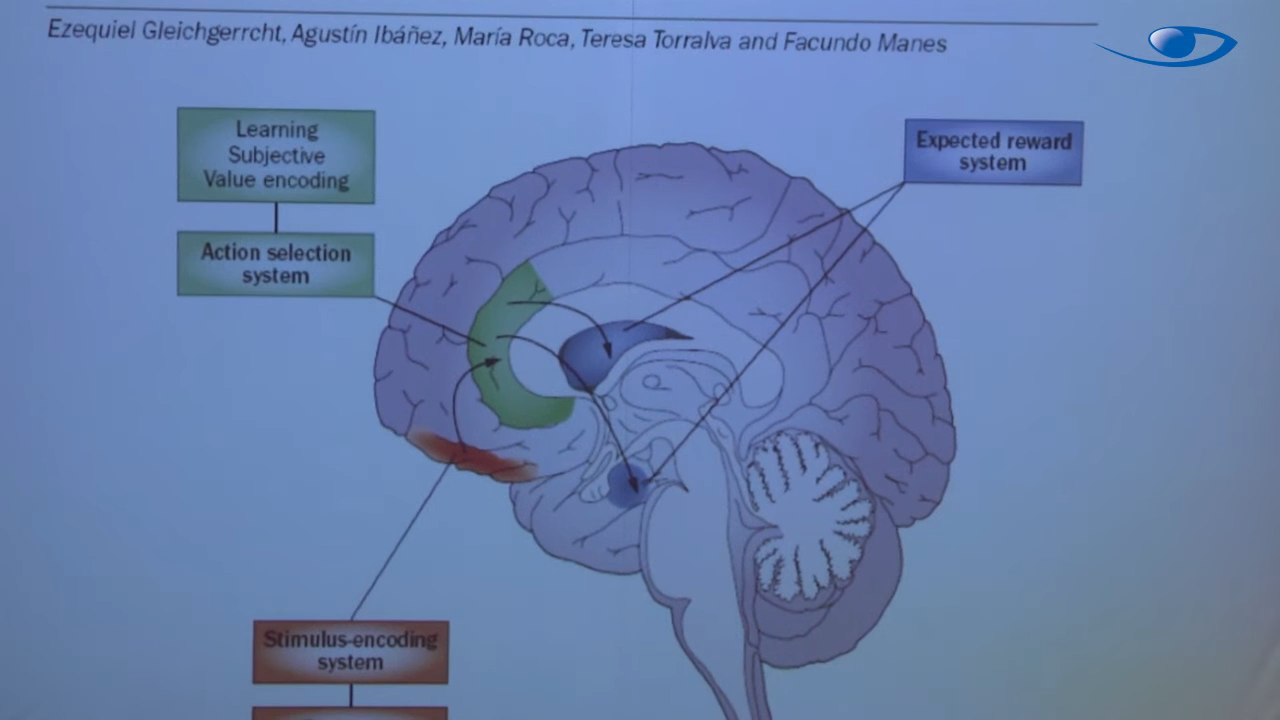 Ezequiel Gleichgerrcht, Agustín Ibáñez, María Roca, Teresa Torralva and Facundo Manes
Learning
Subjective
Value encoding
Action selection
system
Expected reward
system
Stimulus-encoding
system